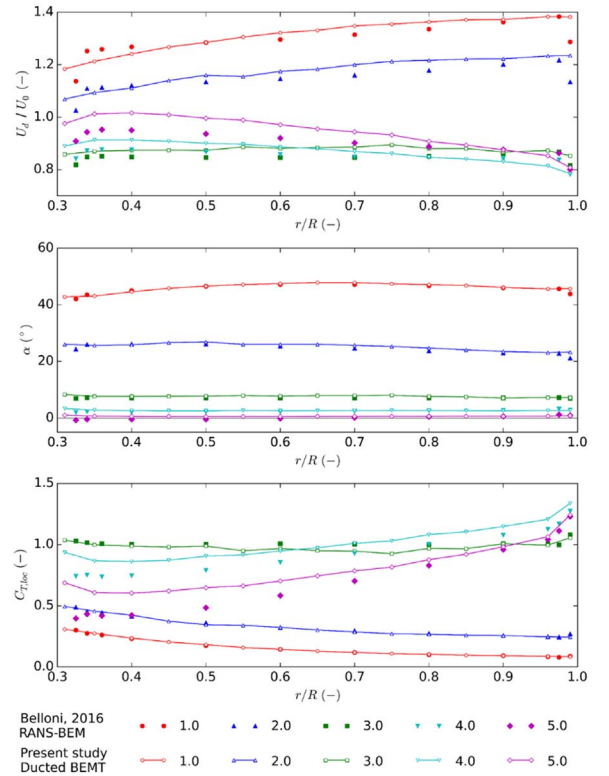 1.4
1.2
1.0
0.8
U_d / U_0 (−)
0.3 0.4 0.5 0.6 0.7 0.8 0.9 1.0
r/R (−)
60
40
20
0
α (°)
0.3 0.4 0.5 0.6 0.7 0.8 0.9 1.0
r/R (−)
1.5
1.0
0.5
0.0
C_{T,loc} (−)
0.3 0.4 0.5 0.6 0.7 0.8 0.9 1.0
r/R (−)
Belloni, 2016
RANS-BEM
1.0 2.0 3.0 4.0 5.0
Present study
Ducted BEMT
1.0 2.0 3.0 4.0 5.0